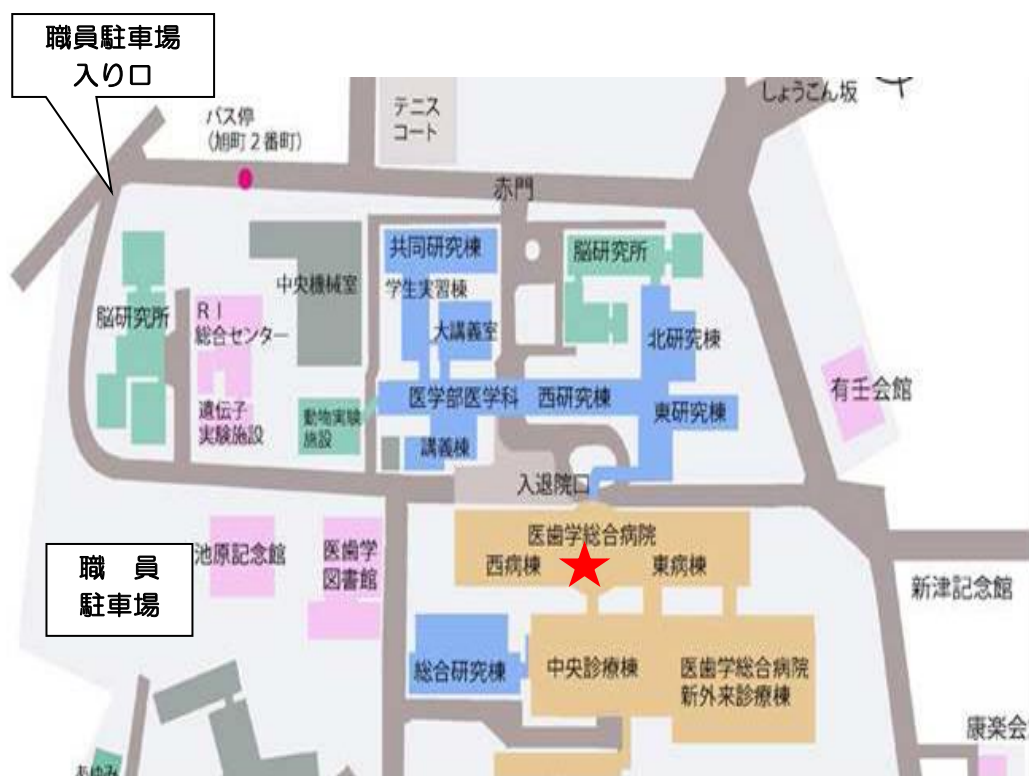 職員駐車場
入り口
バス停
(旭町２番町)
テニス
コート
しょうこん坂
赤門
共同研究棟
脳研究所
中央機械室
学生実習棟
脳研究所
ＲＩ
総合センター
大講義室
北研究棟
有壬会館
遺伝子
実験施設
動物実験
施設
医学部医学科
西研究棟
東研究棟
講義棟
入退院口
医歯学総合病院
西病棟
東病棟
池原記念館
医歯学
図書館
職　員
駐車場
新津記念館
総合研究棟
中央診療棟
医歯学総合病院
新外来診療棟
康楽会
あゆみ